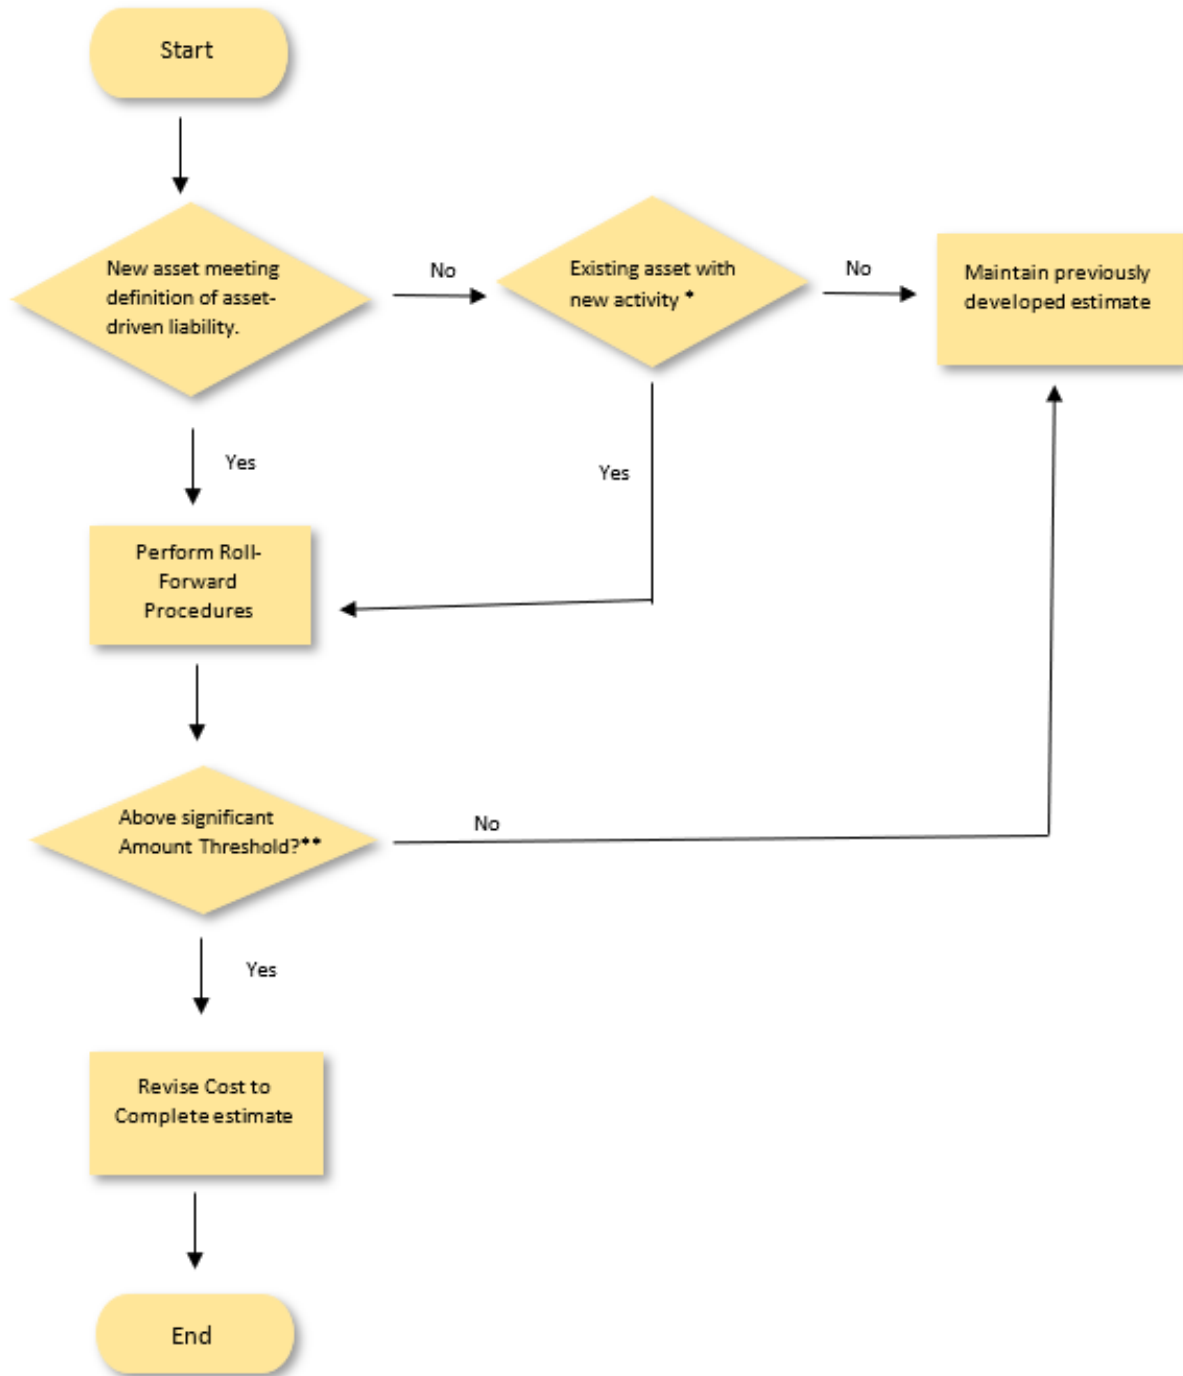 Start
New asset meeting
definition of asset-
driven liability.
No
Existing asset with
new activity *
No
Maintain previously
developed estimate
Yes
Yes
Perform Roll-
Forward
Procedures
Above significant
Amount Threshold?**
No
Yes
Revise Cost to
Complete estimate
End